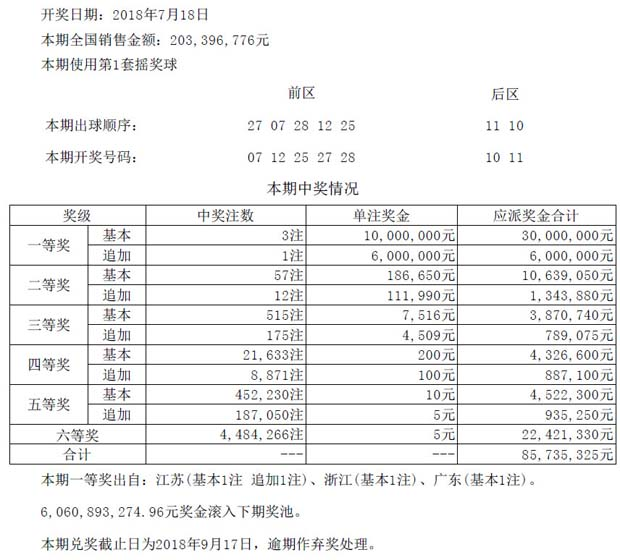 开奖日期：2018年7月18日
本期全国销售金额：203,396,776元
本期使用第1套摇奖球
前区 后区
本期出球顺序： 27 07 28 12 25 11 10
本期开奖号码： 07 12 25 27 28 10 11
本期中奖情况
奖级 中奖注数 单注奖金 应派奖金合计
一等奖 基本 3注 10,000,000元 30,000,000元
追加 1注 6,000,000元 6,000,000元
二等奖 基本 57注 186,650元 10,639,050元
追加 12注 111,990元 1,343,880元
三等奖 基本 515注 7,516元 3,870,740元
追加 175注 4,509元 789,075元
四等奖 基本 21,633注 200元 4,326,600元
追加 8,871注 100元 887,100元
五等奖 基本 452,230注 10元 4,522,300元
追加 187,050注 5元 935,250元
六等奖 4,484,266注 5元 22,421,330元
合计 --- --- 85,735,325元
本期一等奖出自：江苏(基本1注 追加1注)、浙江(基本1注)、广东(基本1注)。
6,060,893,274.96元奖金滚入下期奖池。
本期兑奖截止日为2018年9月17日，逾期作弃奖处理。